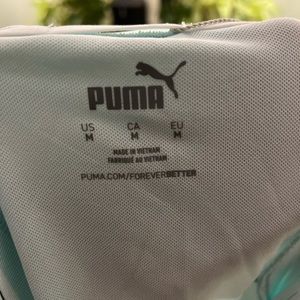 PUMA
US CA EU
M M M
MADE IN VIETNAM
FABRIQUÉ AU VIETNAM
PUMA.COM/FOREVERBETTER